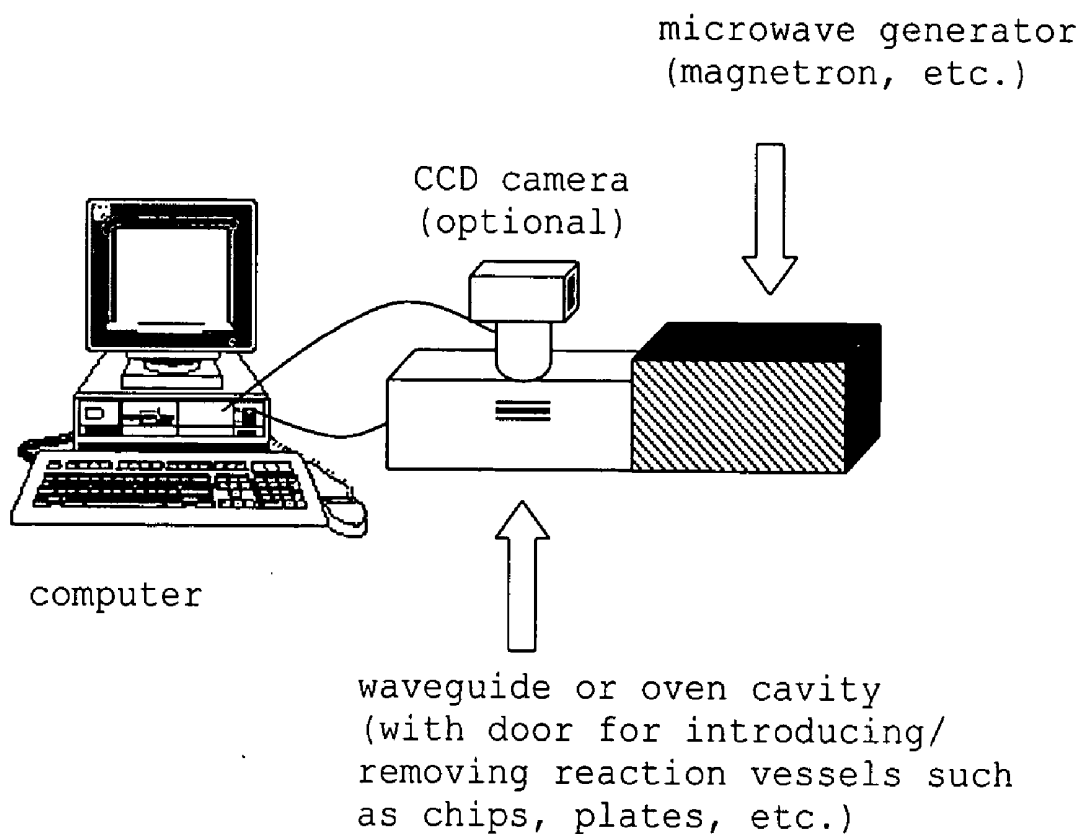 microwave generator
(magnetron, etc.)
CCD camera
(optional)
computer
waveguide or oven cavity
(with door for introducing/
removing reaction vessels such
as chips, plates, etc.)